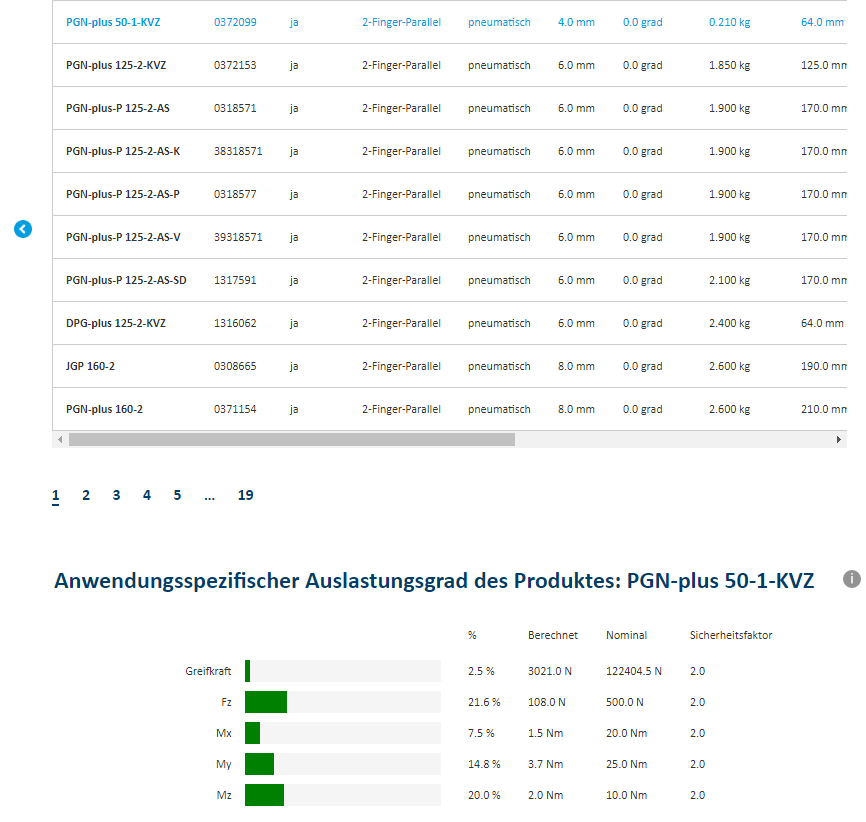 PGN-plus 50-1-KVZ 0372099 ja 2-Finger-Parallel pneumatisch 4.0 mm 0.0 grad 0.210 kg 64.0 mm
PGN-plus 125-2-KVZ 0372153 ja 2-Finger-Parallel pneumatisch 6.0 mm 0.0 grad 1.850 kg 125.0 mm
PGN-plus-P 125-2-AS 0318571 ja 2-Finger-Parallel pneumatisch 6.0 mm 0.0 grad 1.900 kg 170.0 mm
PGN-plus-P 125-2-AS-K 38318571 ja 2-Finger-Parallel pneumatisch 6.0 mm 0.0 grad 1.900 kg 170.0 mm
PGN-plus-P 125-2-AS-P 0318577 ja 2-Finger-Parallel pneumatisch 6.0 mm 0.0 grad 1.900 kg 170.0 mm
PGN-plus-P 125-2-AS-V 39318571 ja 2-Finger-Parallel pneumatisch 6.0 mm 0.0 grad 1.900 kg 170.0 mm
PGN-plus-P 125-2-AS-SD 1317591 ja 2-Finger-Parallel pneumatisch 6.0 mm 0.0 grad 2.100 kg 170.0 mm
DPG-plus 125-2-KVZ 1316062 ja 2-Finger-Parallel pneumatisch 6.0 mm 0.0 grad 2.400 kg 64.0 mm
JGP 160-2 0308665 ja 2-Finger-Parallel pneumatisch 8.0 mm 0.0 grad 2.600 kg 190.0 mm
PGN-plus 160-2 0371154 ja 2-Finger-Parallel pneumatisch 8.0 mm 0.0 grad 2.600 kg 210.0 mm
1 2 3 4 5 ... 19
Anwendungsspezifischer Auslastungsgrad des Produktes: PGN-plus 50-1-KVZ i
% Berechnet Nominal Sicherheitsfaktor
Greifkraft 2.5 % 3021.0 N 122404.5 N 2.0
Fz 21.6 % 108.0 N 500.0 N 2.0
Mx 7.5 % 1.5 Nm 20.0 Nm 2.0
My 14.8 % 3.7 Nm 25.0 Nm 2.0
Mz 20.0 % 2.0 Nm 10.0 Nm 2.0